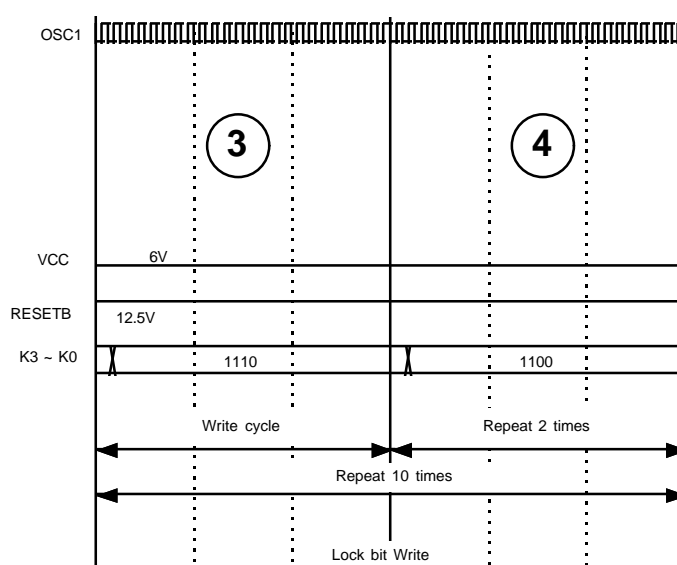 OSC1
3 4
VCC 6V
RESETB 12.5V
K3 ~ K0 1110 1100
Write cycle Repeat 2 times
Repeat 10 times
Lock bit Write